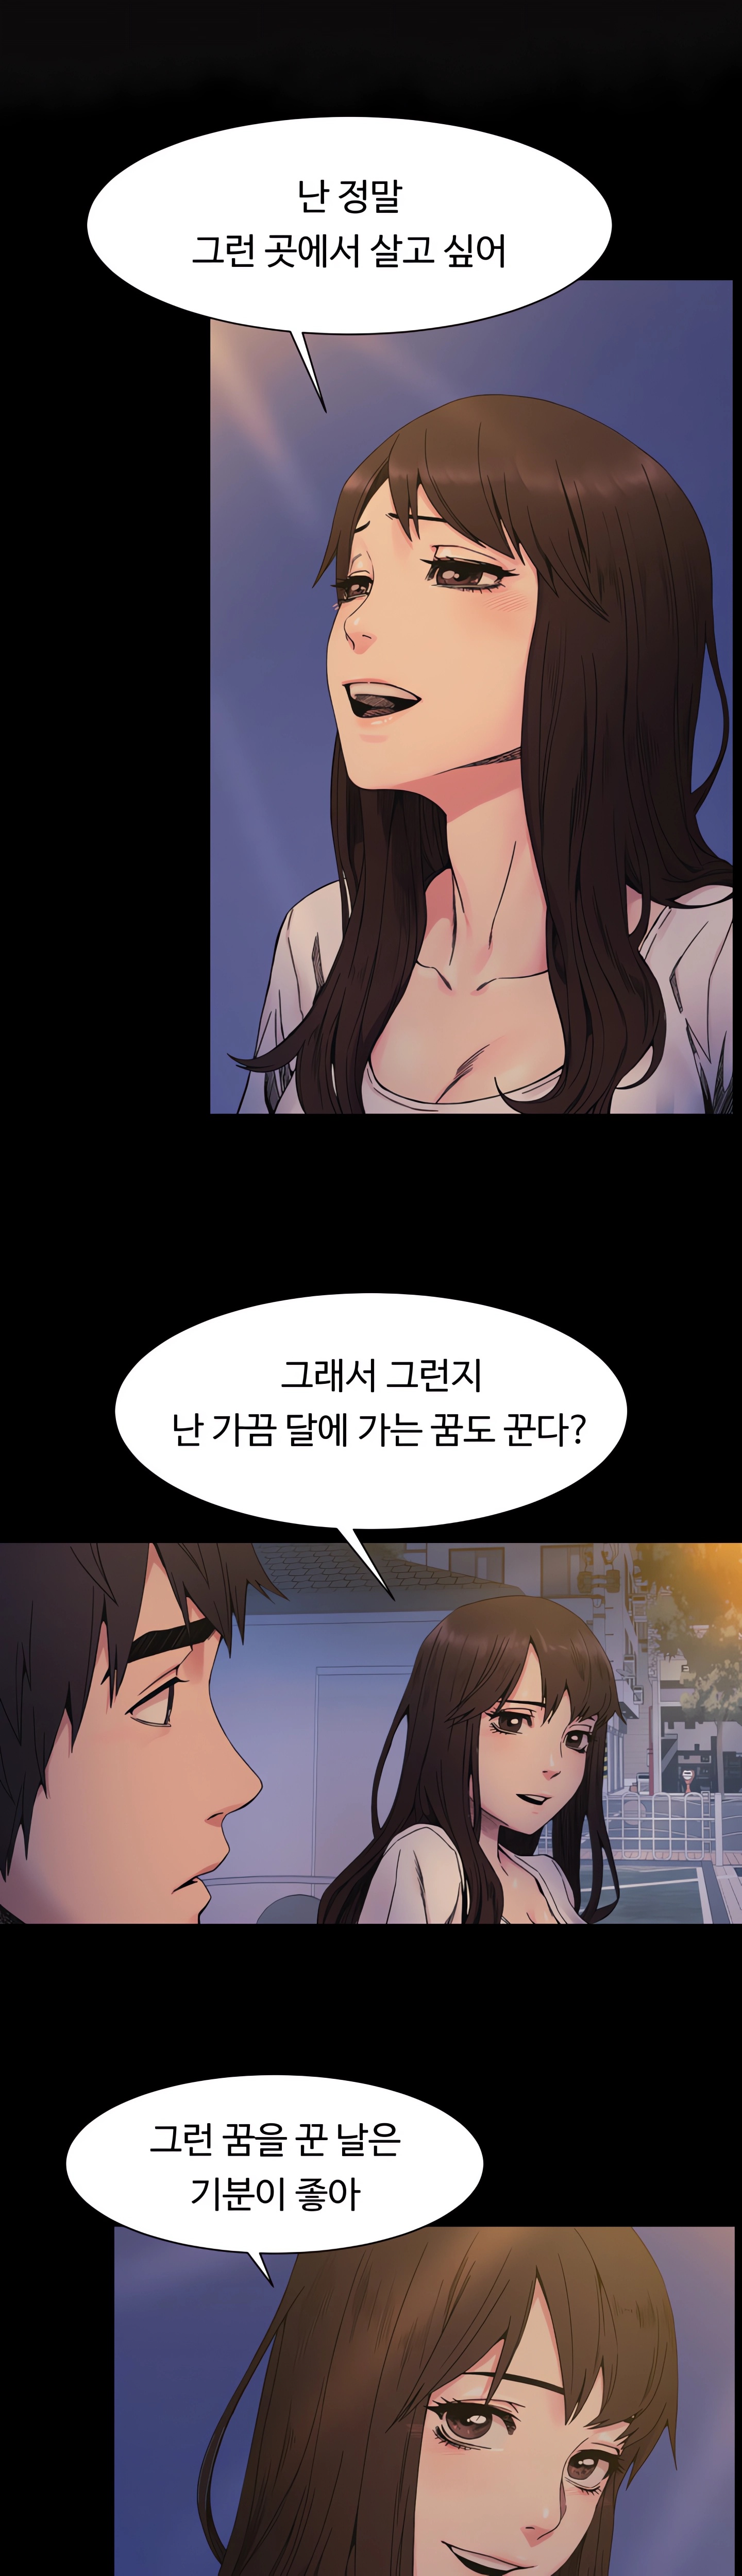 난 정말
그런 곳에서 살고 싶어
그래서 그런지
난 가끔 달에 가는 꿈도 꾼다?
그런 꿈을 꾼 날은
기분이 좋아